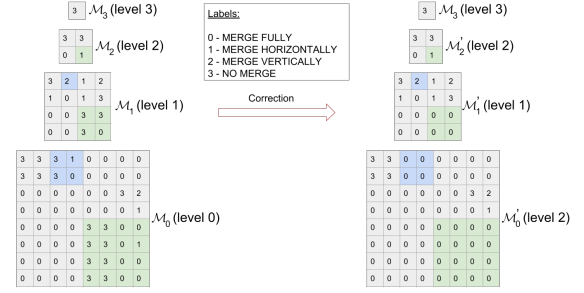 3 ℳ3 (level 3)
3 3
0 1
ℳ2 (level 2)
3 2 1 2
1 0 1 3
0 0 3 3
0 0 3 0
ℳ1 (level 1)
3 3 3 1 0 0 0 0
3 3 3 0 0 0 0 0
0 0 0 0 0 0 3 2
0 0 0 0 0 0 0 1
0 0 0 0 3 3 0 0
0 0 0 0 3 3 0 1
0 0 0 0 3 3 0 0
0 0 0 0 3 3 0 0
ℳ0 (level 0)
Labels:
0 - MERGE FULLY
1 - MERGE HORIZONTALLY
2 - MERGE VERTICALLY
3 - NO MERGE
Correction
3 ℳ3 (level 3)
3 3
0 1
ℳ'2 (level 2)
3 2 1 2
1 0 1 3
0 0 0 0
0 0 0 0
ℳ'1 (level 1)
3 3 0 0 0 0 0 0
3 3 0 0 0 0 0 0
0 0 0 0 0 0 3 2
0 0 0 0 0 0 0 1
0 0 0 0 0 0 0 0
0 0 0 0 0 0 0 0
0 0 0 0 0 0 0 0
0 0 0 0 0 0 0 0
ℳ'0 (level 2)